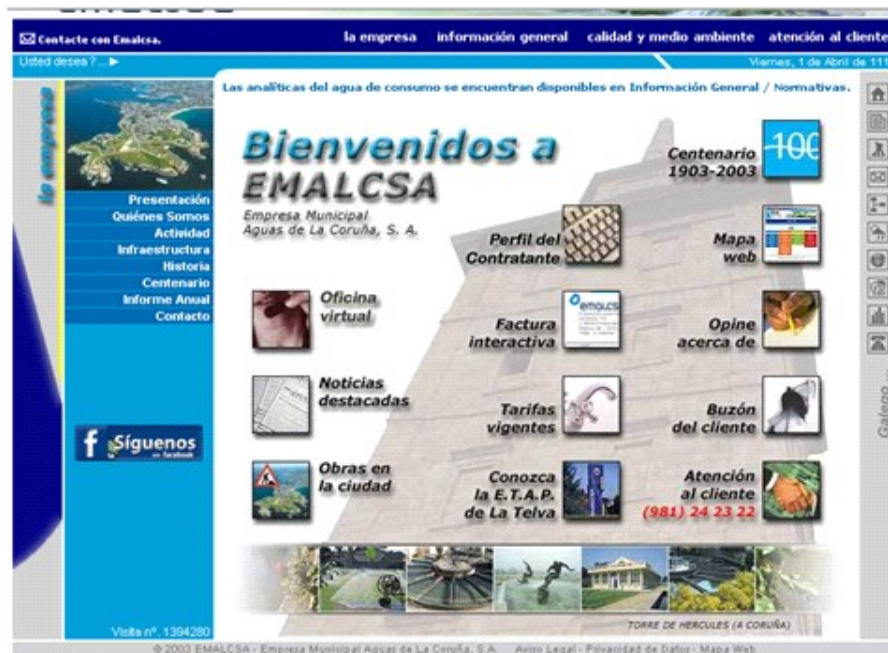 Contacte con Emalcsa.
la empresa información general calidad y medio ambiente atención al cliente
Usted desea ? ...
Viernes, 1 de Abril de 111
Las analíticas del agua de consumo se encuentran disponibles en Información General / Normativas.
la empresa
Presentación
Quiénes Somos
Actividad
Infraestructura
Historia
Centenario
Informe Anual
Contacto
Síguenos
en facebook
Visita nº. 1394280
Bienvenidos a
EMALCSA
Empresa Municipal
Aguas de La Coruña, S. A.
Centenario
1903-2003
100
Perfil del
Contratante
Mapa
web
Oficina
virtual
Factura
interactiva
emalcs
Opine
acerca de
Noticias
destacadas
Tarifas
vigentes
Buzón
del cliente
Obras en
la ciudad
Conozca
la E.T.A.P.
de La Telva
Atención
al cliente
(981) 24 23 22
Galego
TORRE DE HERCULES (A CORUÑA)
© 2003 EMALCSA - Empresa Municipal Aguas de La Coruña, S.A. Aviso Legal - Privacidad de Datos - Mapa Web